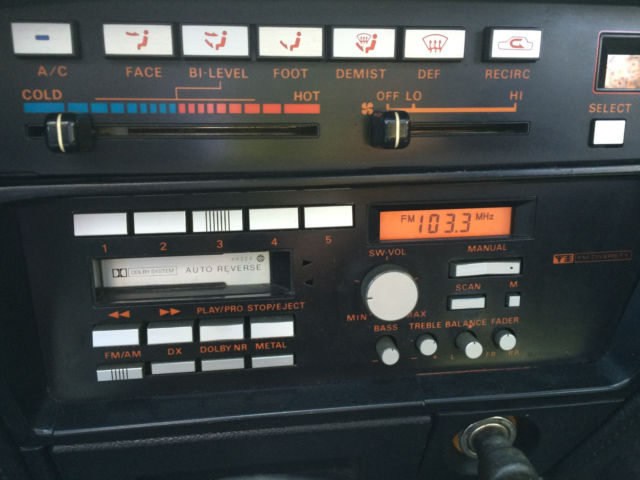 A/C FACE BI-LEVEL FOOT DEMIST DEF RECIRC
COLD HOT OFF LO HI
SELECT
FM 103.3 MHz
1 2 3 4 5
SW·VOL MANUAL
DOLBY SYSTEM AUTO REVERSE
FM DIVERSITY
SCAN M
MIN MAX
PLAY/PRO STOP/EJECT
BASS TREBLE BALANCE FADER
FM/AM DX DOLBY NR METAL
- + - + L R FR RR